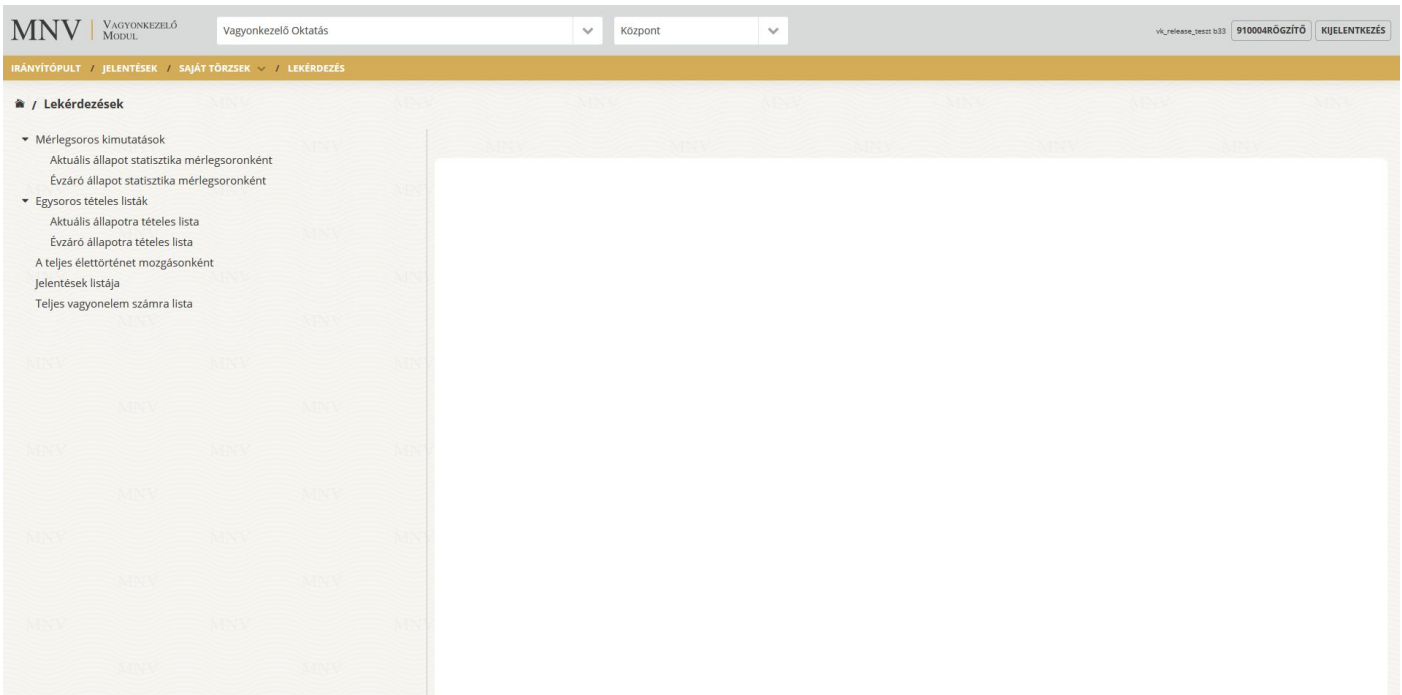 MNV VAGYONKEZELŐ MODUL
Vagyonkezelő Oktatás
Központ
vk_release_teszt b33
910004RÖGZÍTŐ
KIJELENTKEZÉS
IRÁNYÍTÓPULT / JELENTÉSEK / SAJÁT TÖRZSEK / LEKÉRDEZÉS
/ Lekérdezések
Mérlegsoros kimutatások
Aktuális állapot statisztika mérlegsoronként
Évzáró állapot statisztika mérlegsoronként
Egysoros tételes listák
Aktuális állapotra tételes lista
Évzáró állapotra tételes lista
A teljes élettörténet mozgásonként
Jelentések listája
Teljes vagyonelem számra lista